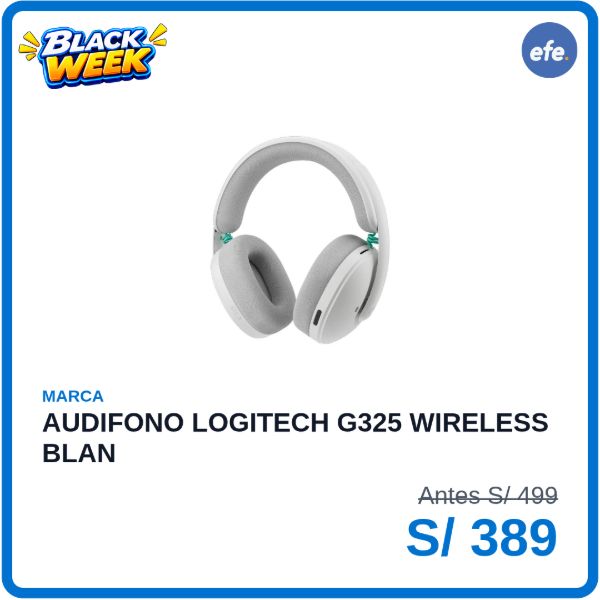 BLACK
WEEK
efe.
MARCA
AUDIFONO LOGITECH G325 WIRELESS
BLAN
Antes S/ 499
S/ 389